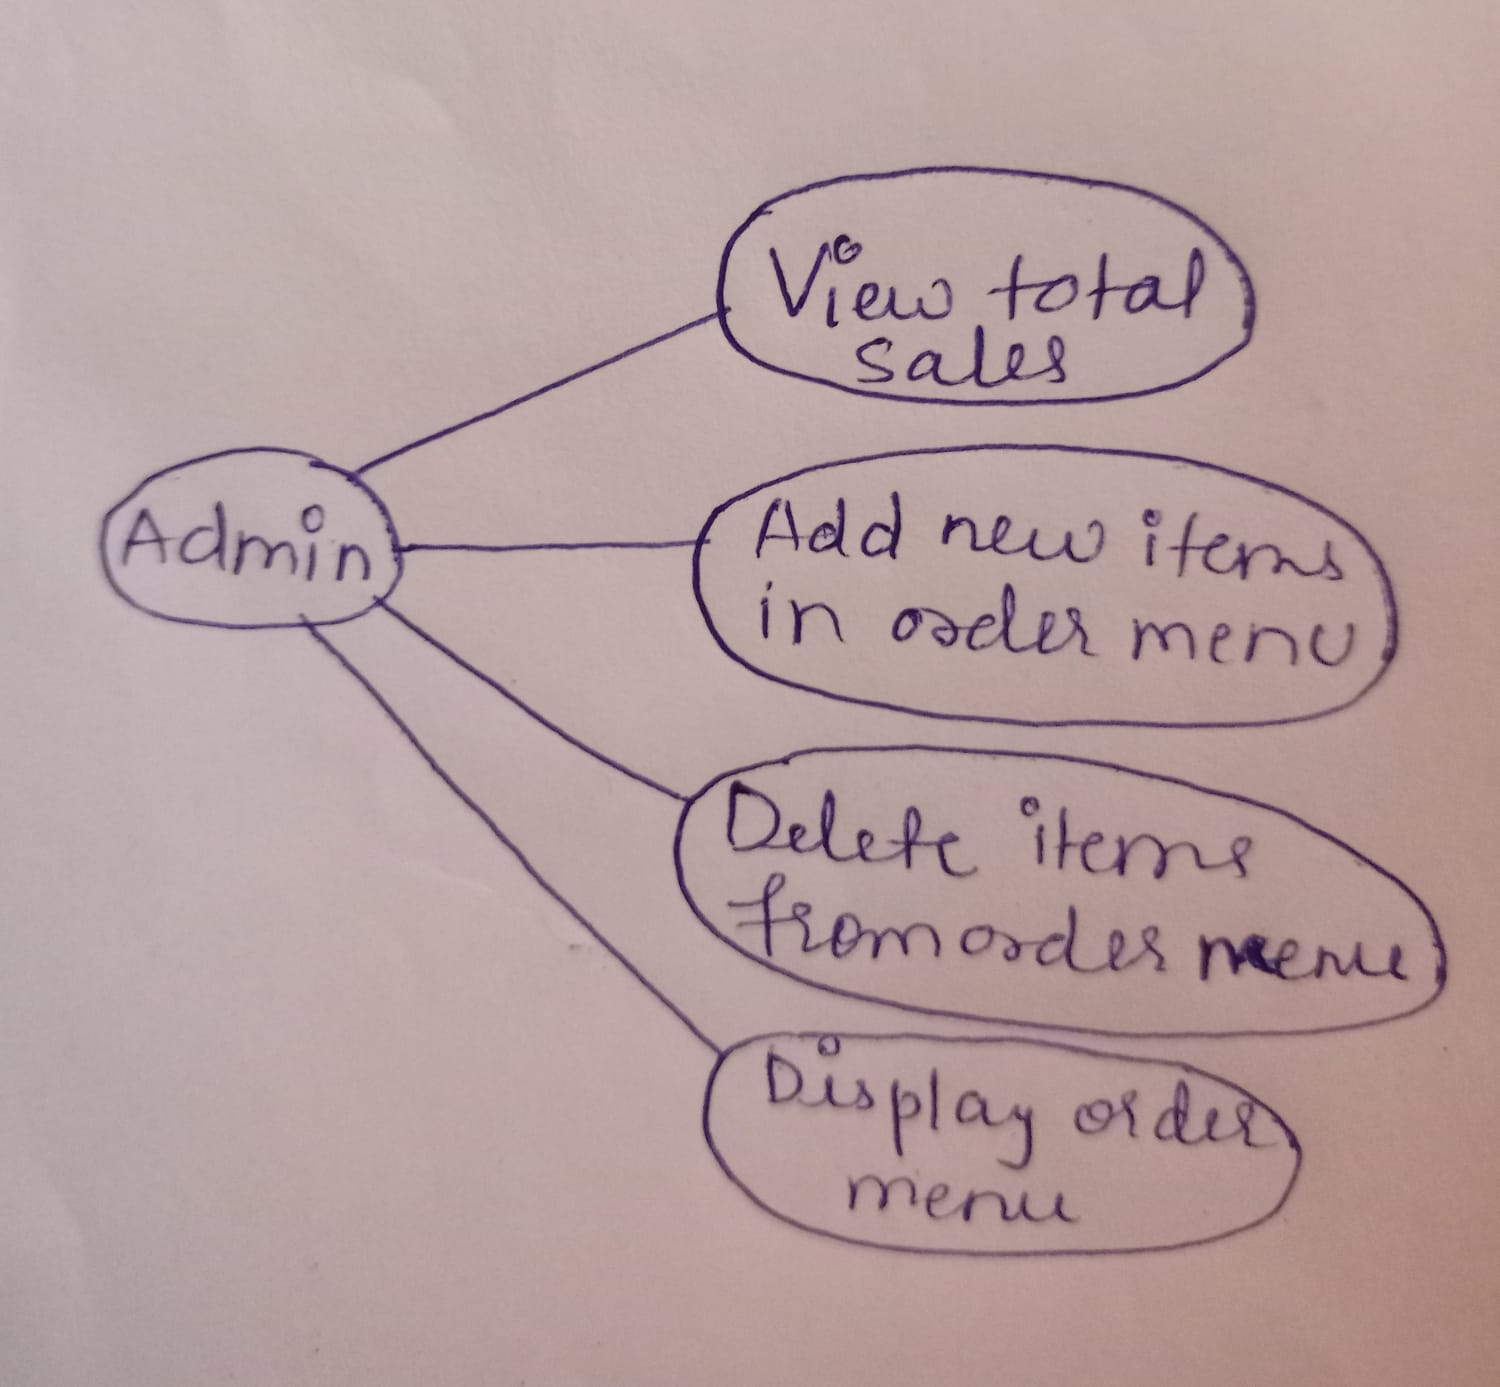 View total
sales
Admin
Add new items
in order menu
Delete items
from order menu
Display order
menu